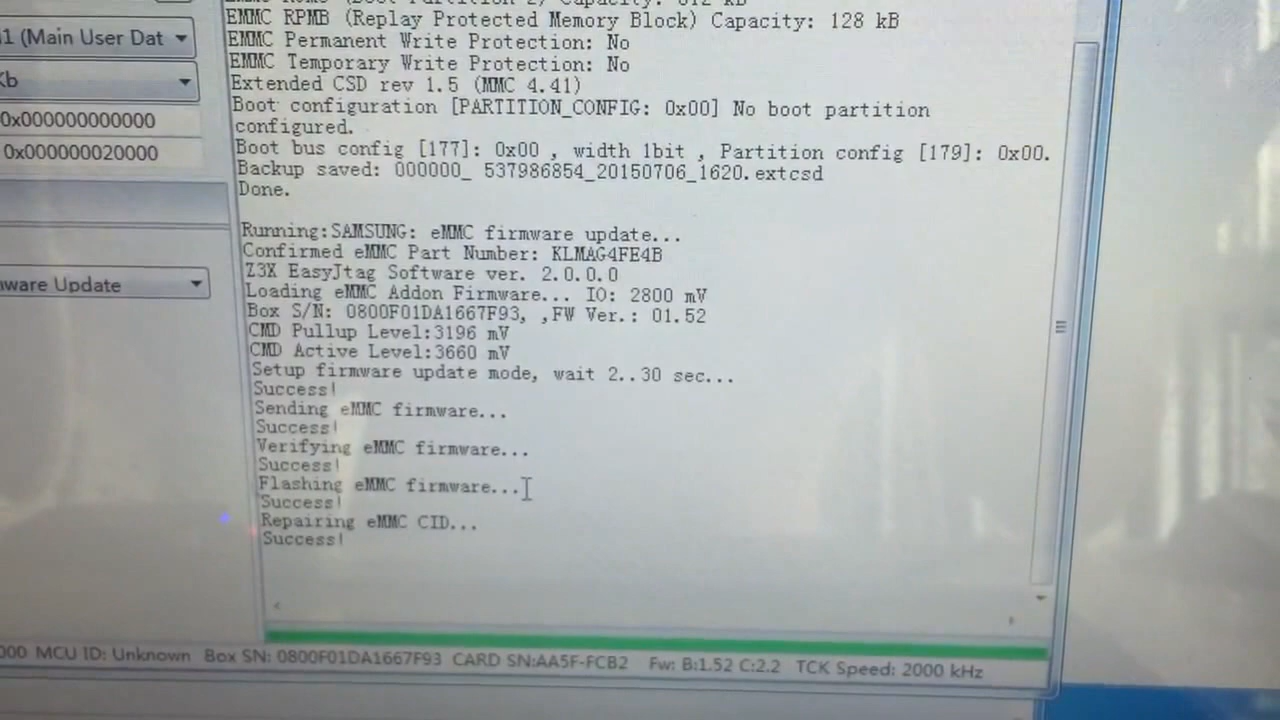 EMMC RPMB (Replay Protected Memory Block) Capacity: 128 kB
EMMC Permanent Write Protection: No
EMMC Temporary Write Protection: No
Extended CSD rev 1.5 (MMC 4.41)
Boot configuration [PARTITION_CONFIG: 0x00] No boot partition
configured.
Boot bus config [177]: 0x00 , width 1bit , Partition config [179]: 0x00.
Backup saved: 000000_ 537986854_20150706_1620.extcsd
Done.
Running:SAMSUNG: eMMC firmware update...
Confirmed eMMC Part Number: KLMAG4FE4B
Z3X EasyJtag Software ver. 2.0.0.0
Loading eMMC Addon Firmware... IO: 2800 mV
Box S/N: 0800F01DA1667F93, ,FW Ver.: 01.52
CMD Pullup Level:3196 mV
CMD Active Level:3660 mV
Setup firmware update mode, wait 2..30 sec...
Success!
Sending eMMC firmware...
Success!
Verifying eMMC firmware...
Success!
Flashing eMMC firmware...
Success!
Repairing eMMC CID...
Success!
1 (Main User Dat
Kb
0x000000000000
0x000000020000
ware Update
000 MCU ID: Unknown Box SN: 0800F01DA1667F93 CARD SN:AA5F-FCB2 Fw: B:1.52 C:2.2 TCK Speed: 2000 kHz